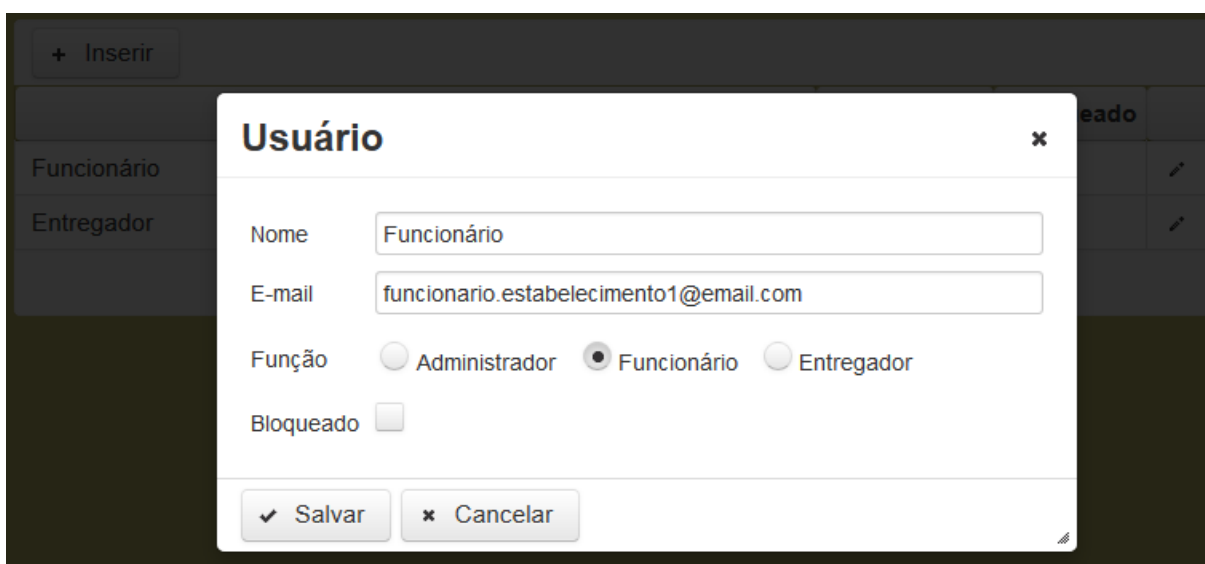 + Inserir
eado
Usuário
Funcionário
Entregador
Nome Funcionário
E-mail funcionario.estabelecimento1@email.com
Função Administrador Funcionário Entregador
Bloqueado
Salvar Cancelar